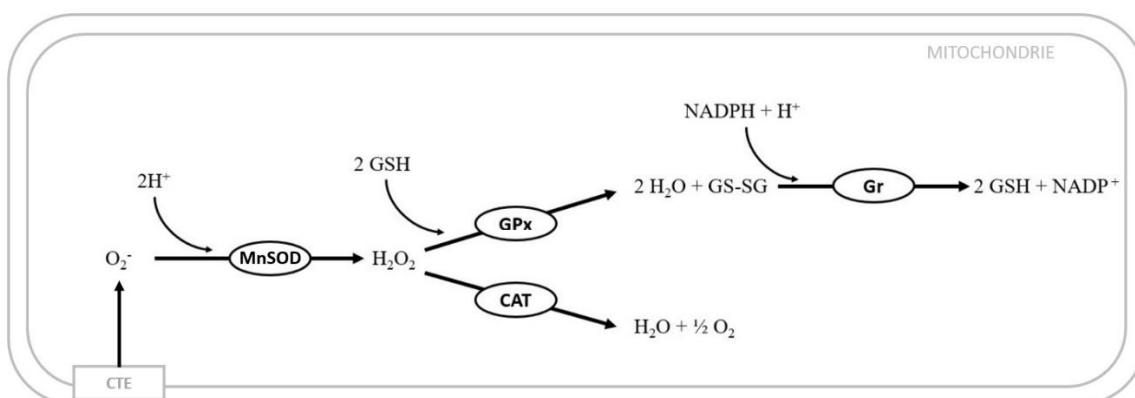 MITOCHONDRIE
NADPH + H⁺
2 GSH
2H⁺
2 H₂O + GS-SG
Gr
2 GSH + NADP⁺
GPx
O₂⁻
MnSOD
H₂O₂
CAT
H₂O + ½ O₂
CTE